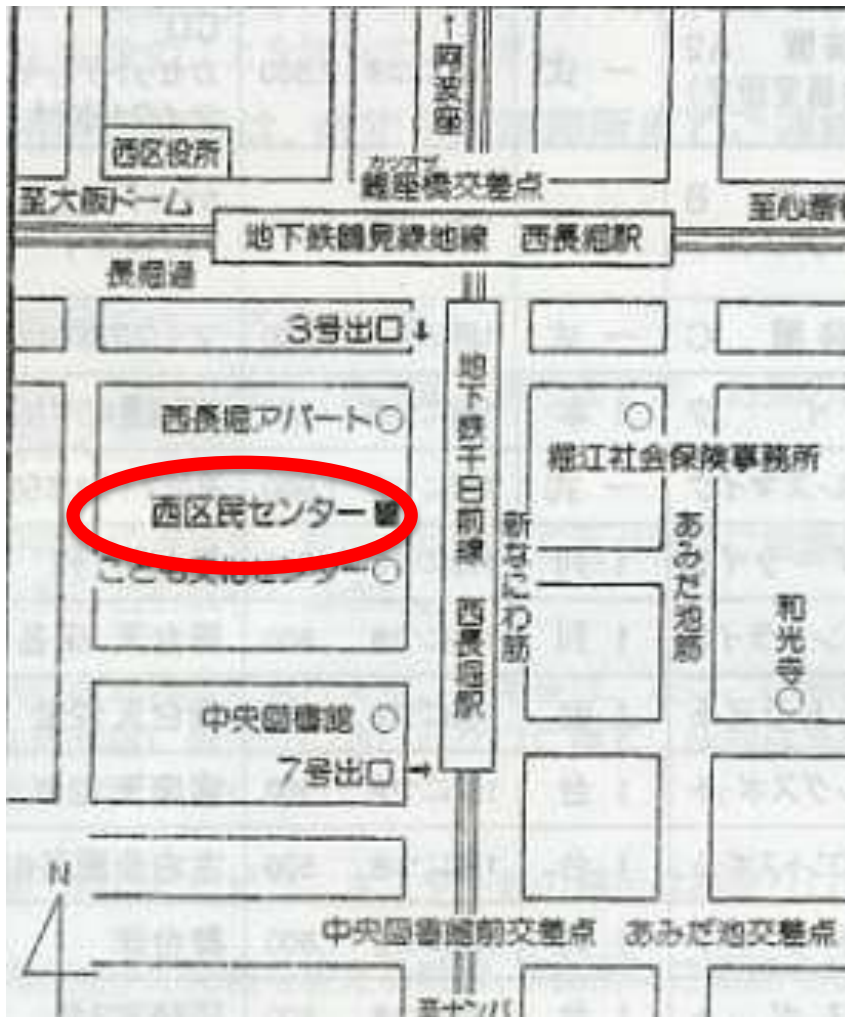 ↑阿波座
西区役所
カツオザ
鰹座橋交差点
至大阪ドーム
至心斎
地下鉄鶴見緑地線 西長堀駅
長堀通
3号出口↓
地下鉄千日前線 西長堀駅
西長堀アパート○
堀江社会保険事務所
西区民センター
こども文化センター○
新なにわ筋
あみだ池筋
和光寺○
中央図書館 ○
7号出口→
N
中央図書館前交差点 あみだ池交差点
至ナンバ